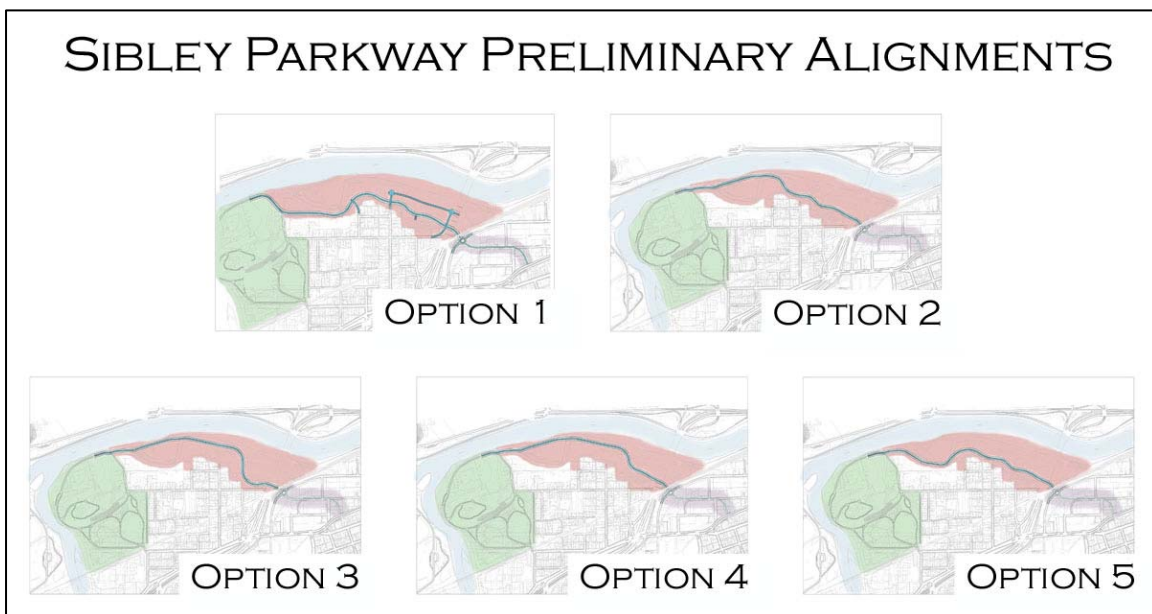 SIBLEY PARKWAY PRELIMINARY ALIGNMENTS
OPTION 1
OPTION 2
OPTION 3
OPTION 4
OPTION 5